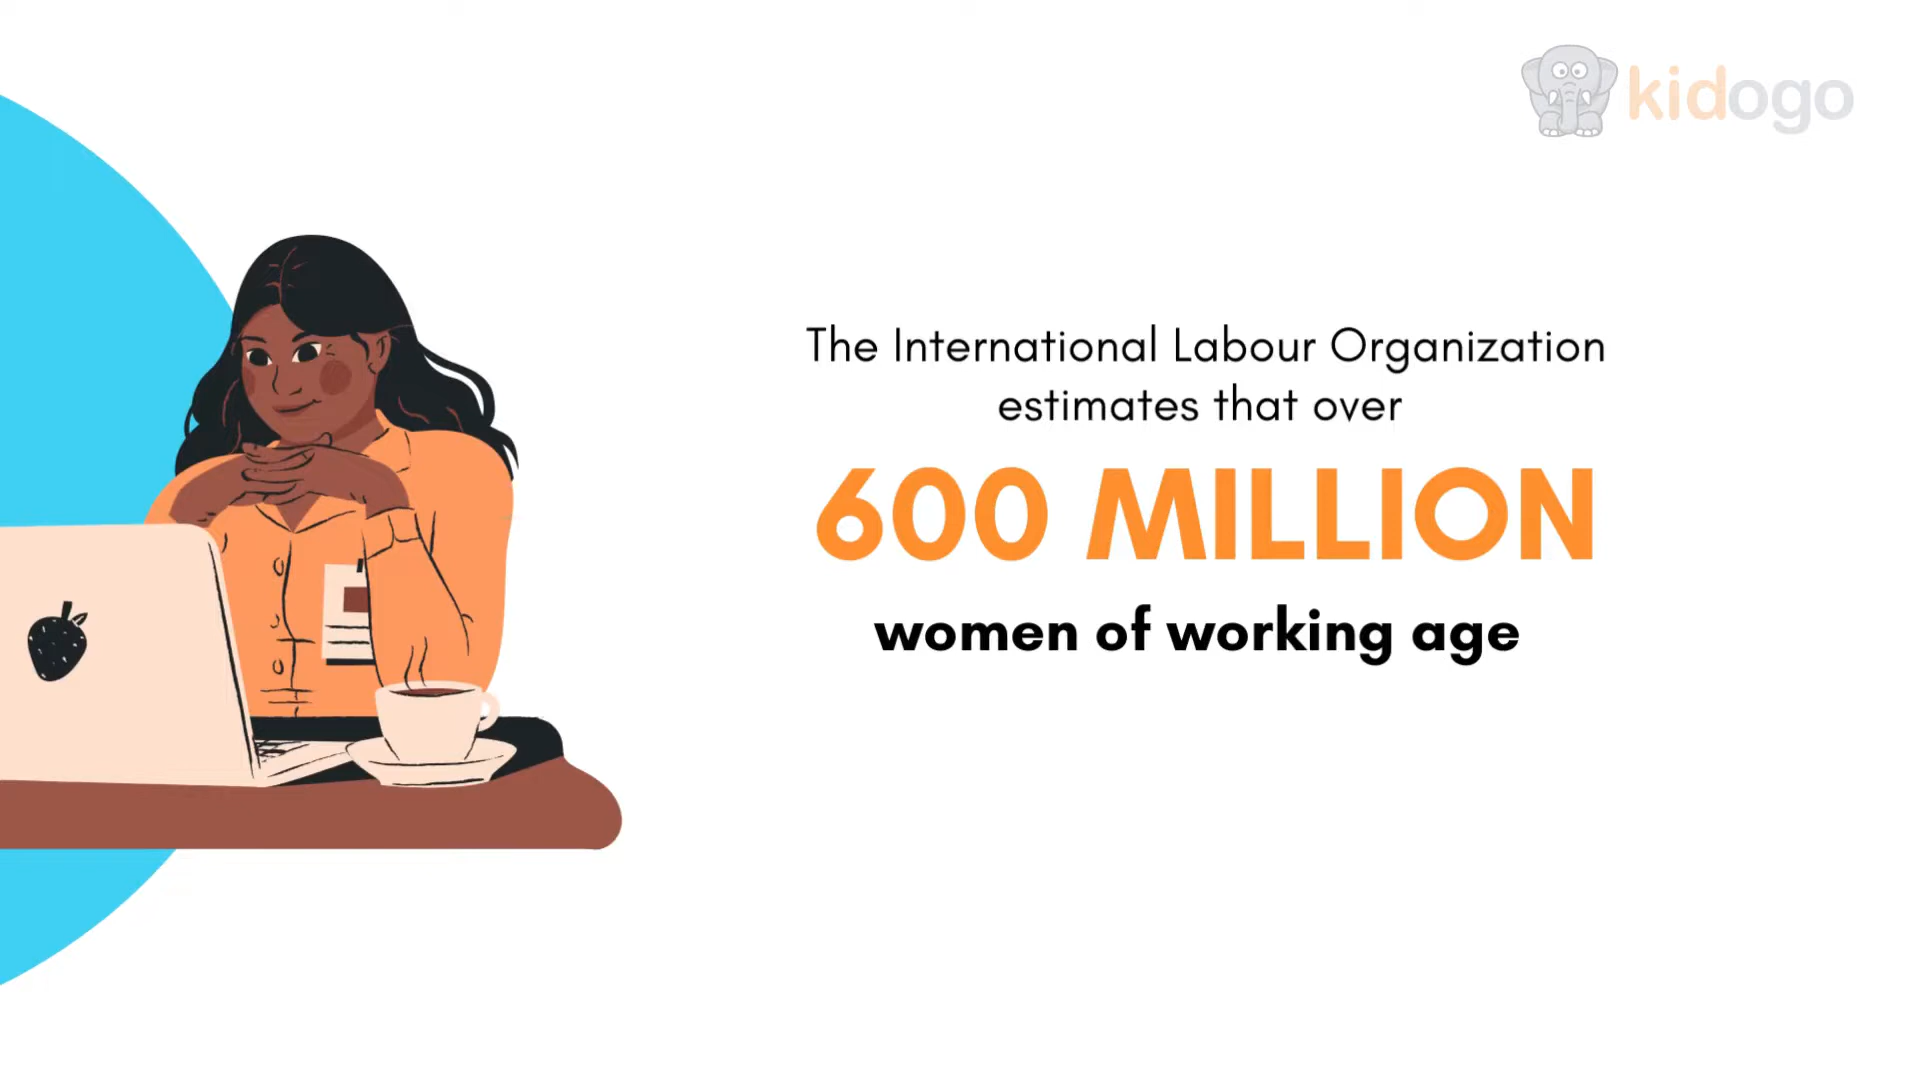 kidogo
The International Labour Organization
estimates that over
600 MILLION
women of working age